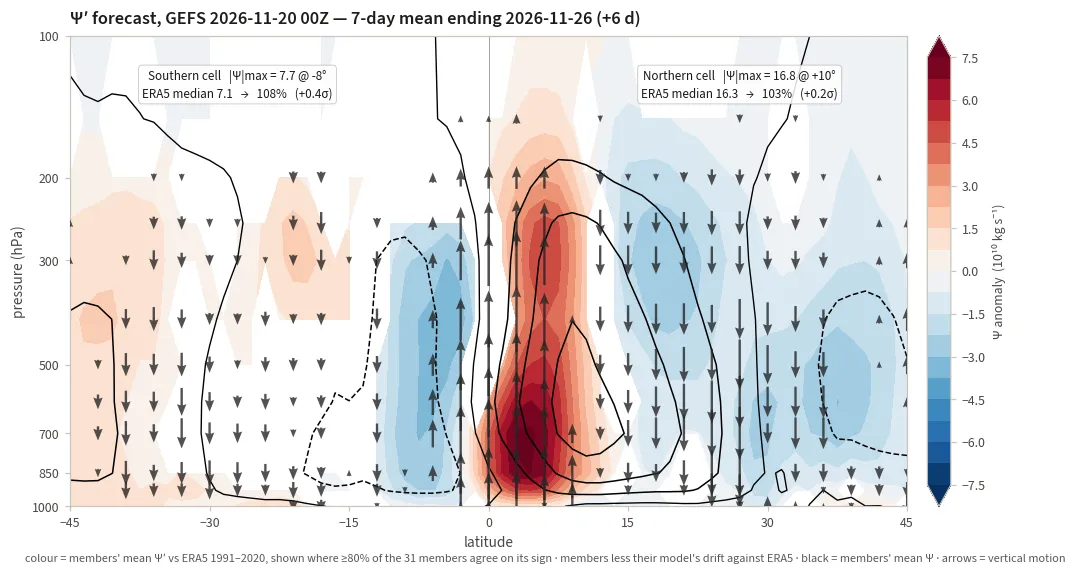 Ψ′ forecast, GEFS 2026-11-20 00Z — 7-day mean ending 2026-11-26 (+6 d)
Southern cell |Ψ|max = 7.7 @ -8°
ERA5 median 7.1 → 108% (+0.4σ)
Northern cell |Ψ|max = 16.8 @ +10°
ERA5 median 16.3 → 103% (+0.2σ)
pressure (hPa)
100
200
300
400
500
700
850
1000
−45
−30
−15
0
15
30
45
latitude
7.5
6.0
4.5
3.0
1.5
0.0
−1.5
−3.0
−4.5
−6.0
−7.5
Ψ anomaly (10¹⁰ kg s⁻¹)
colour = members' mean Ψ′ vs ERA5 1991–2020, shown where ≥80% of the 31 members agree on its sign · members less their model's drift against ERA5 · black = members' mean Ψ · arrows = vertical motion